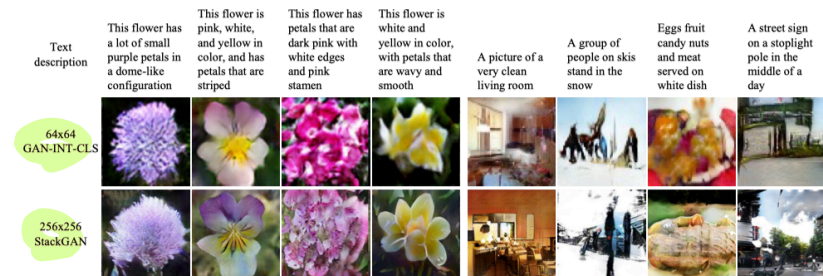 Text
description
This flower has
a lot of small
purple petals in
a dome-like
configuration
This flower is
pink, white,
and yellow in
color, and has
petals that are
striped
This flower has
petals that are
dark pink with
white edges
and pink
stamen
This flower is
white and
yellow in color,
with petals that
are wavy and
smooth
A picture of a
very clean
living room
A group of
people on skis
stand in the
snow
Eggs fruit
candy nuts
and meat
served on
white dish
A street sign
on a stoplight
pole in the
middle of a
day
64x64
GAN-INT-CLS
256x256
StackGAN